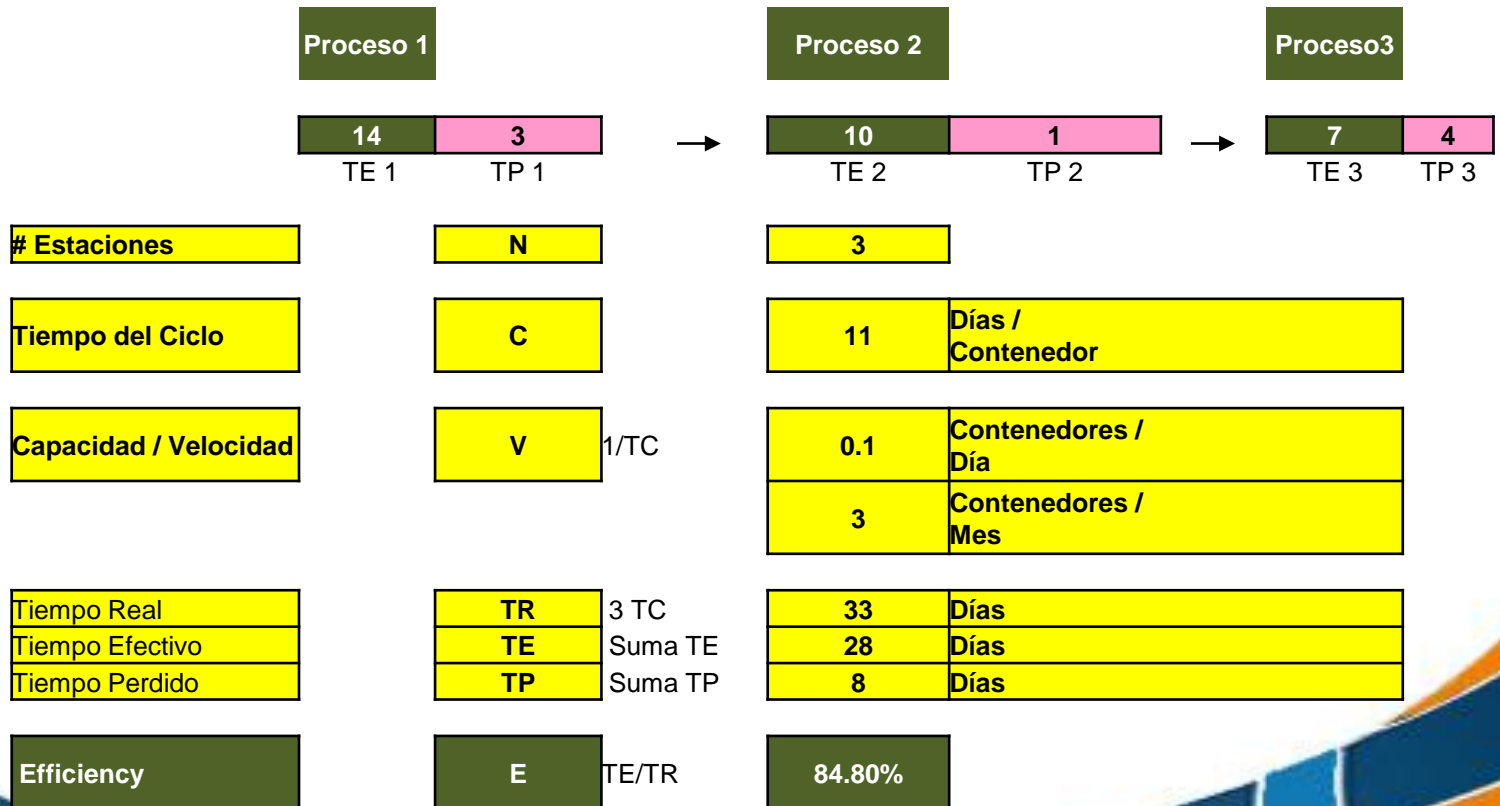 Proceso 1 Proceso 2 Proceso3
14 3 → 10 1 → 7 4
TE 1 TP 1 TE 2 TP 2 TE 3 TP 3
# Estaciones N 3
Tiempo del Ciclo C 11 Días /
Contenedor
Capacidad / Velocidad V 1/TC 0.1 Contenedores /
Día
3 Contenedores /
Mes
Tiempo Real TR 3 TC 33 Días
Tiempo Efectivo TE Suma TE 28 Días
Tiempo Perdido TP Suma TP 8 Días
Efficiency E TE/TR 84.80%